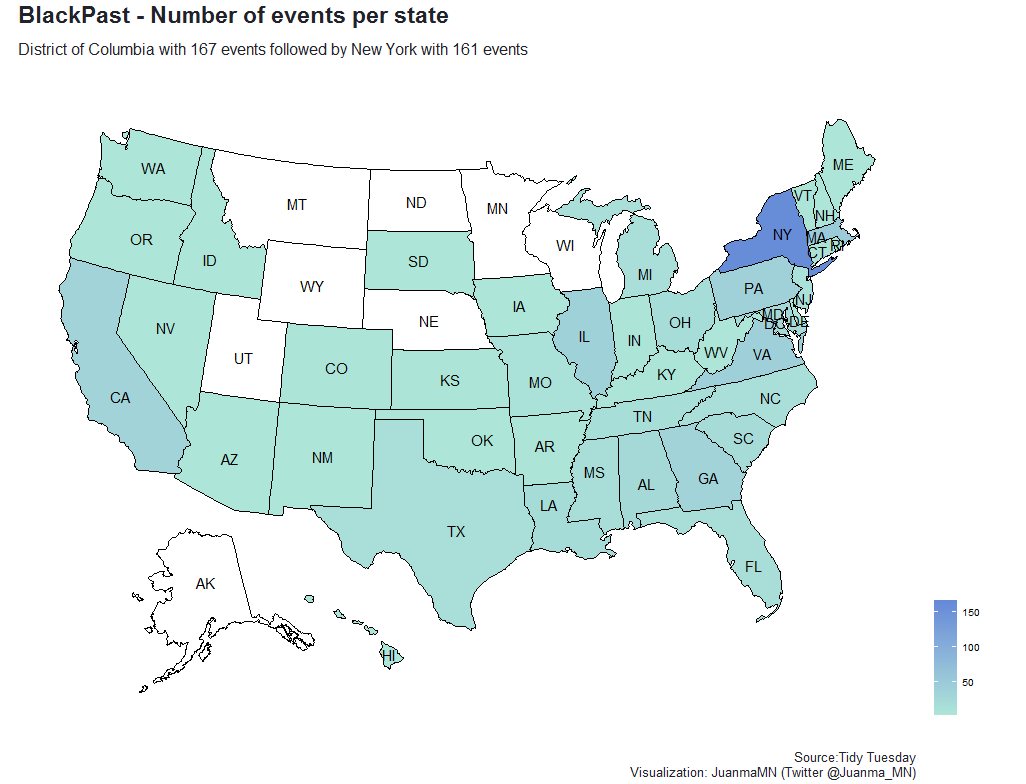 BlackPast - Number of events per state
District of Columbia with 167 events followed by New York with 161 events
ME
WA
VT
MT
ND
MN
NH
OR
NY
MA
RI
WI
CT
ID
SD
MI
WY
PA
NJ
IA
MD
NE
OH
DC
DE
NV
IL
IN
UT
WV
VA
CO
KS
MO
KY
CA
NC
TN
OK
SC
AR
AZ
NM
MS
GA
AL
LA
TX
FL
AK
HI
150
100
50
Source:Tidy Tuesday
Visualization: JuanmaMN (Twitter @Juanma_MN)